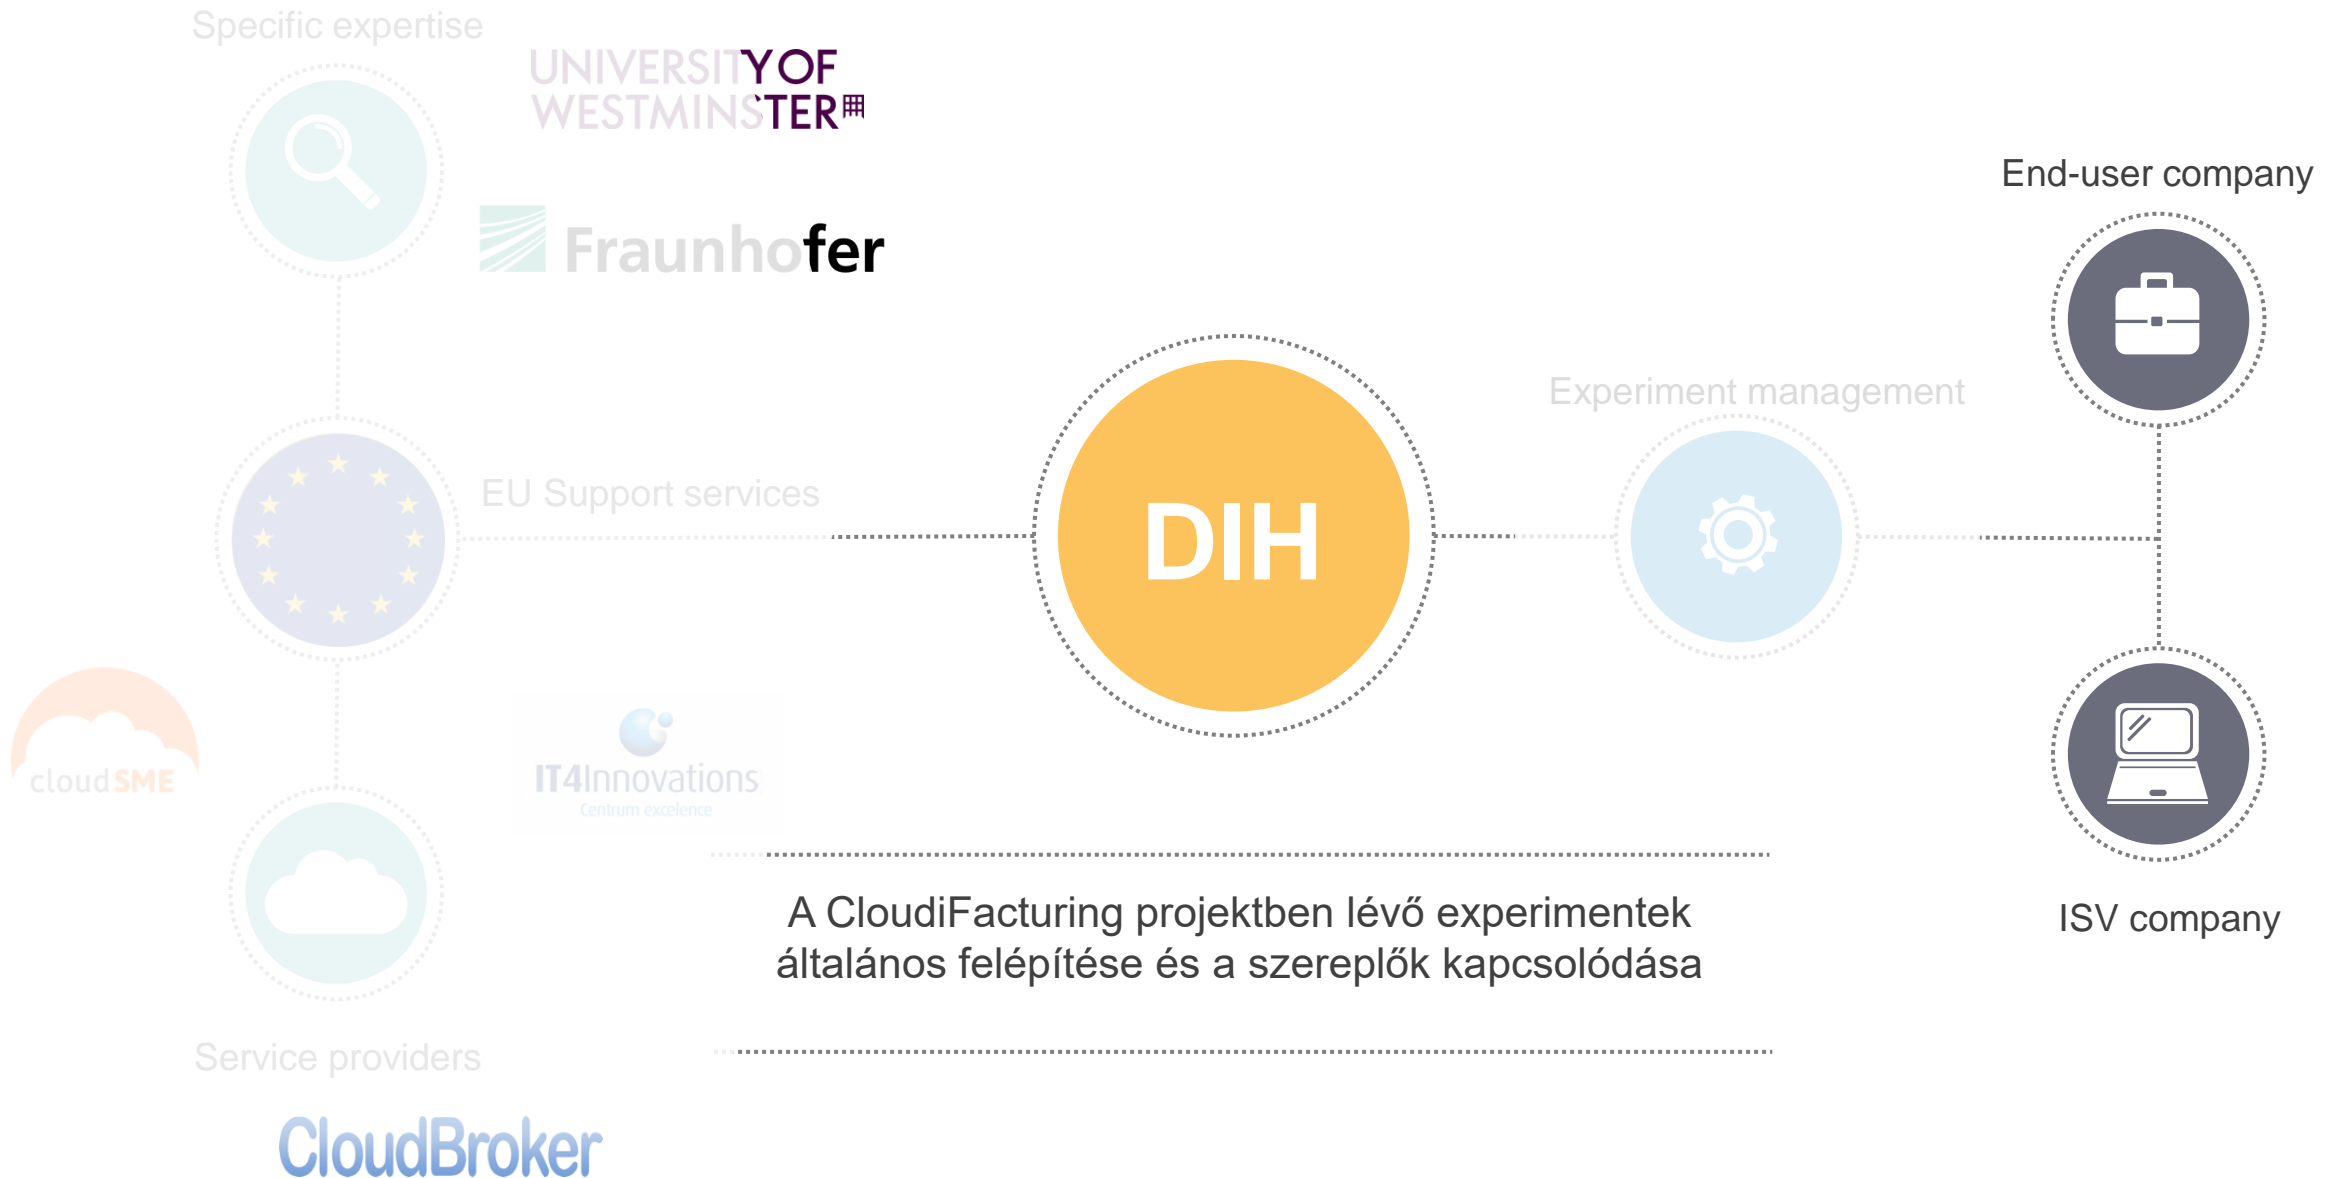 Specific expertise
UNIVERSITY OF
WESTMINSTER
Fraunhofer
End-user company
Experiment management
EU Support services
DIH
cloudSME
IT4Innovations
Centrum excelence
A CloudiFacturing projektben lévő experimentek
általános felépítése és a szereplők kapcsolódása
ISV company
Service providers
CloudBroker